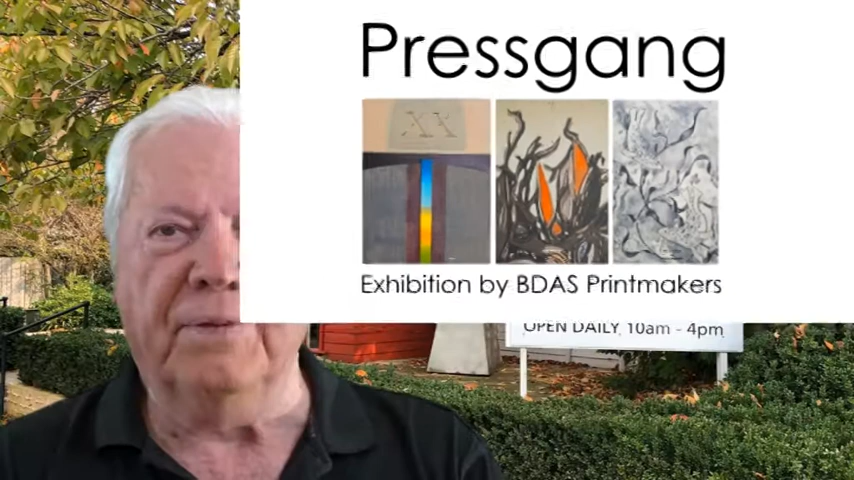 Pressgang
XX
Exhibition by BDAS Printmakers
OPEN DAILY 10am - 4pm